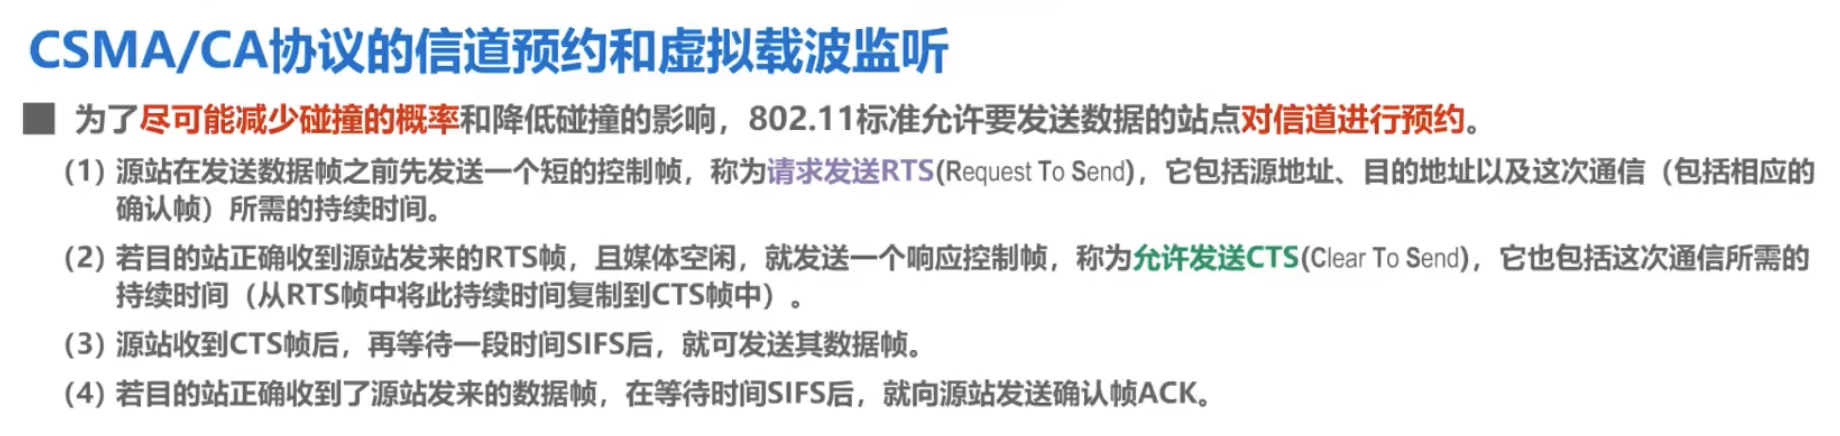 CSMA/CA协议的信道预约和虚拟载波监听
为了尽可能减少碰撞的概率和降低碰撞的影响，802.11标准允许要发送数据的站点对信道进行预约。
(1) 源站在发送数据帧之前先发送一个短的控制帧，称为请求发送RTS(Request To Send)，它包括源地址、目的地址以及这次通信（包括相应的
确认帧）所需的持续时间。
(2) 若目的站正确收到源站发来的RTS帧，且媒体空闲，就发送一个响应控制帧，称为允许发送CTS(Clear To Send)，它也包括这次通信所需的
持续时间（从RTS帧中将此持续时间复制到CTS帧中）。
(3) 源站收到CTS帧后，再等待一段时间SIFS后，就可发送其数据帧。
(4) 若目的站正确收到了源站发来的数据帧，在等待时间SIFS后，就向源站发送确认帧ACK。